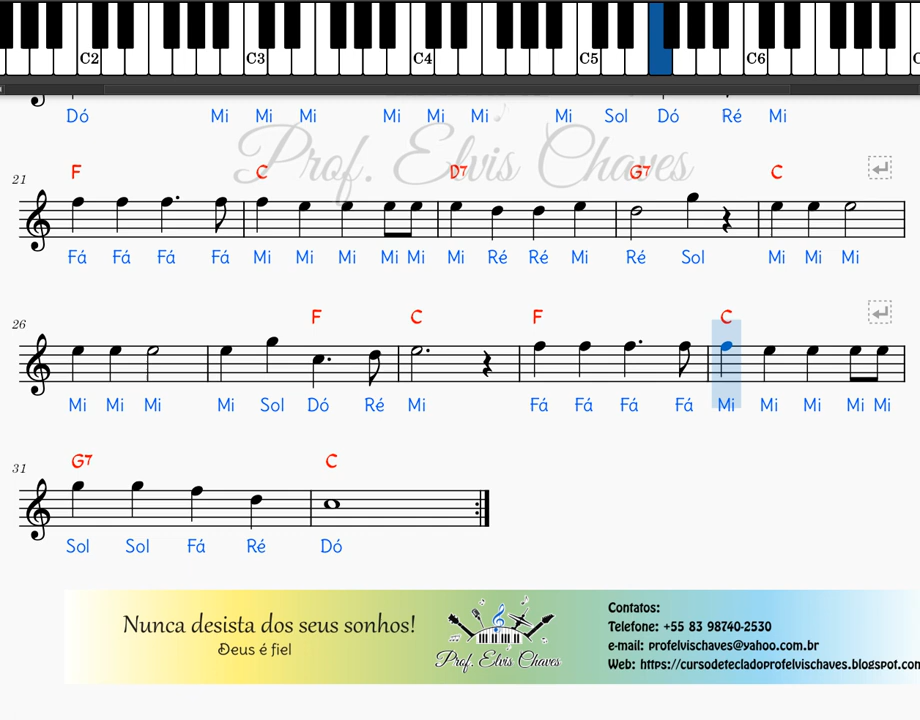 C2 C3 C4 C5 C6
Dó Mi Mi Mi Mi Mi Mi Mi Sol Dó Ré Mi
Prof. Elvis Chaves
F C D7 G7 C
21
Fá Fá Fá Fá Mi Mi Mi Mi Mi Mi Ré Ré Mi Ré Sol Mi Mi Mi
F C F C
26
Mi Mi Mi Mi Sol Dó Ré Mi Fá Fá Fá Fá Mi Mi Mi Mi Mi
G7 C
31
Sol Sol Fá Ré Dó
Nunca desista dos seus sonhos!
Deus é fiel
Prof. Elvis Chaves
Contatos:
Telefone: +55 83 98740-2530
e-mail: profelvischaves@yahoo.com.br
Web: https://cursodetecladoprofelvischaves.blogspot.com